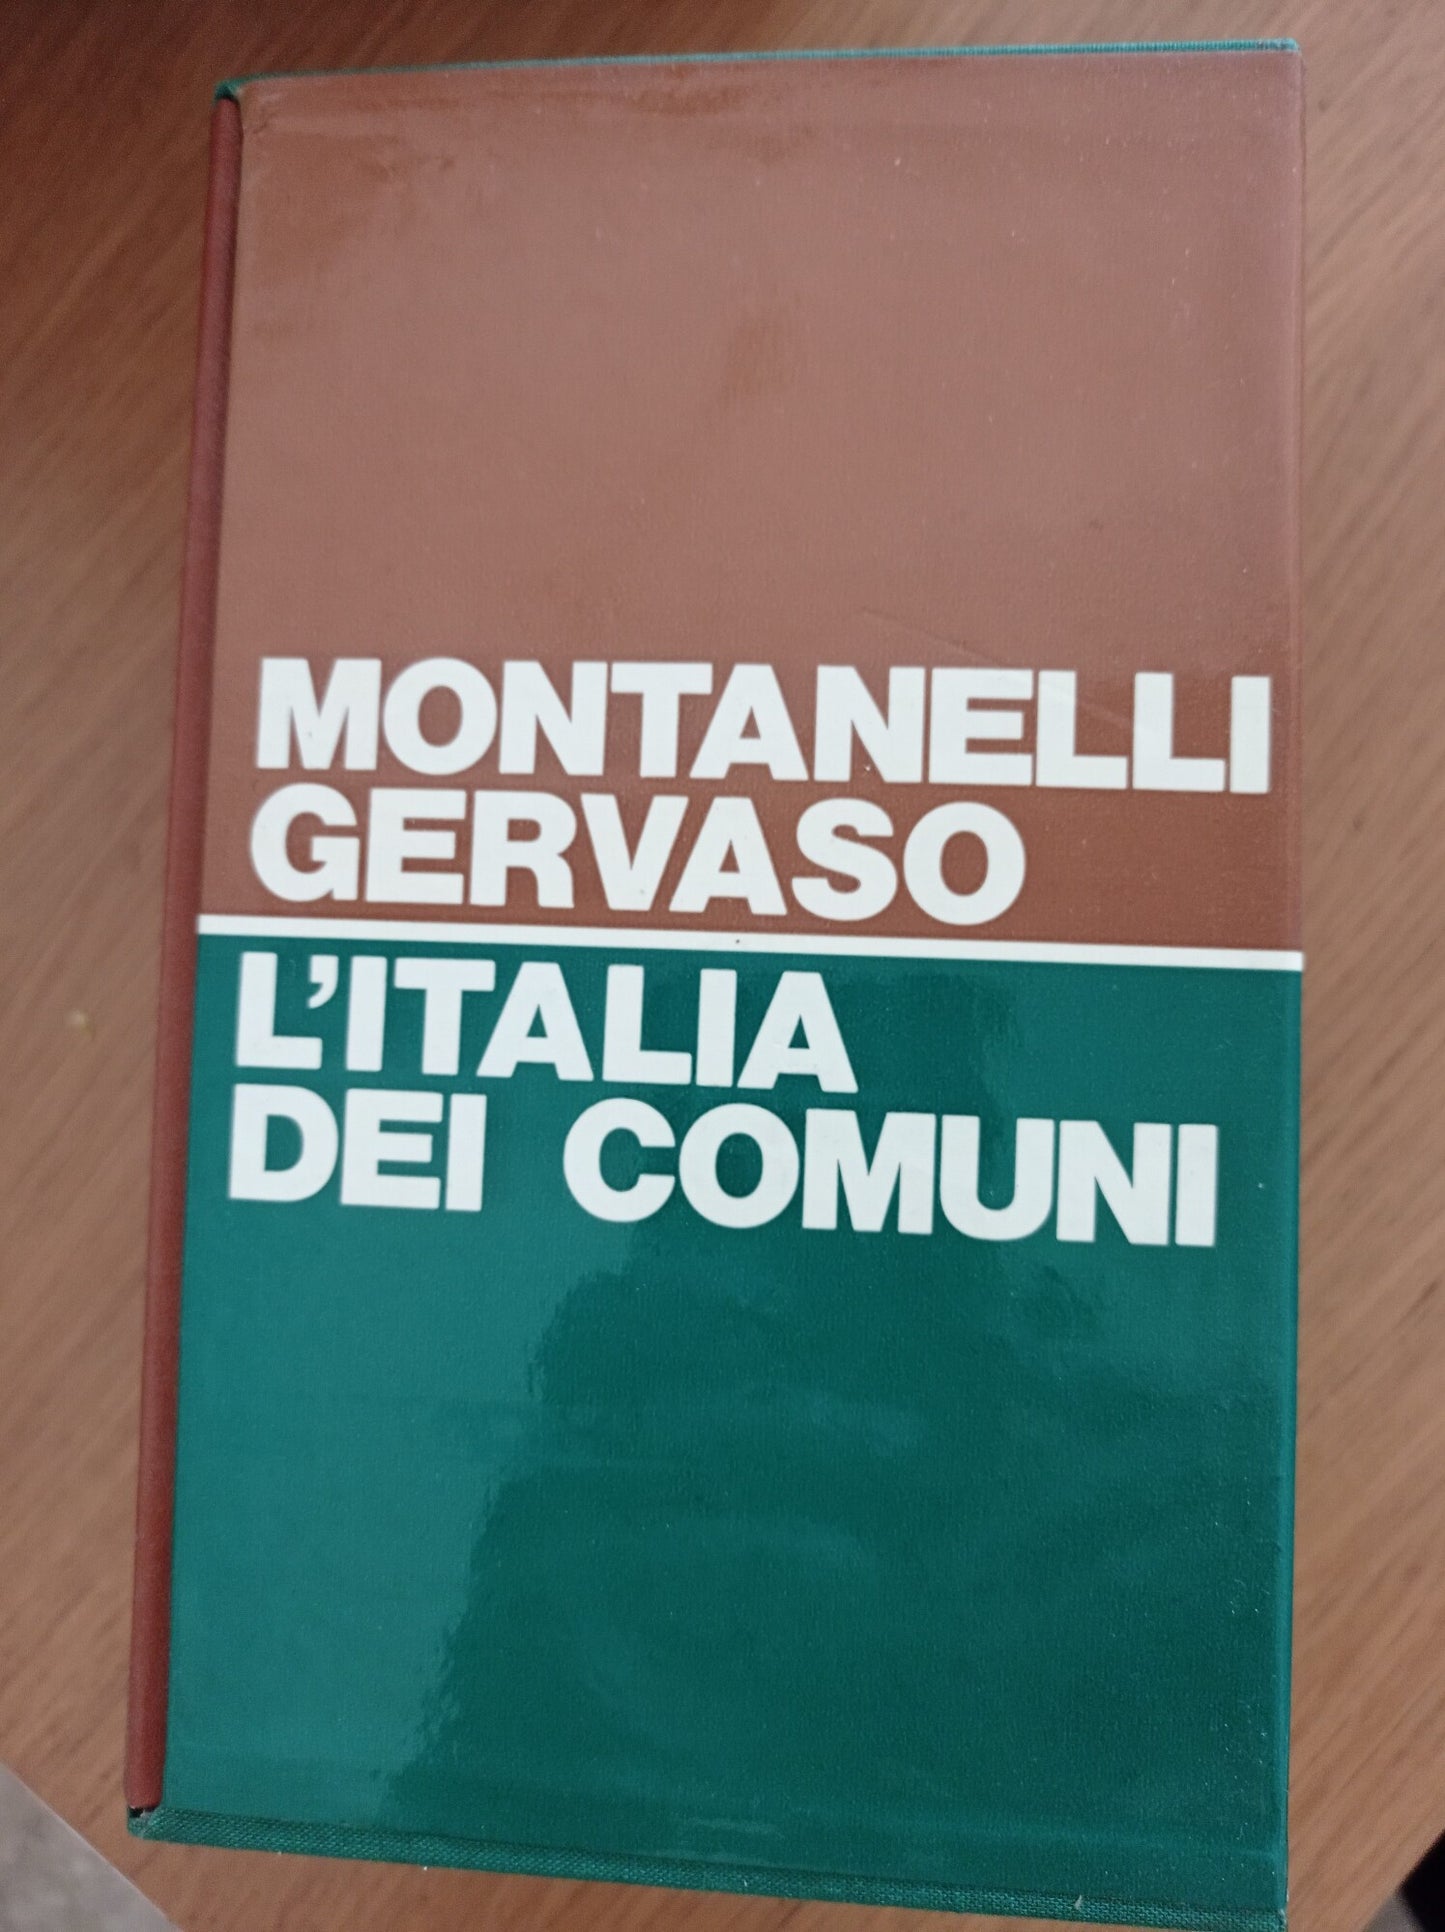 MONTANELLI
GERVASO
L'ITALIA
DEI COMUNI